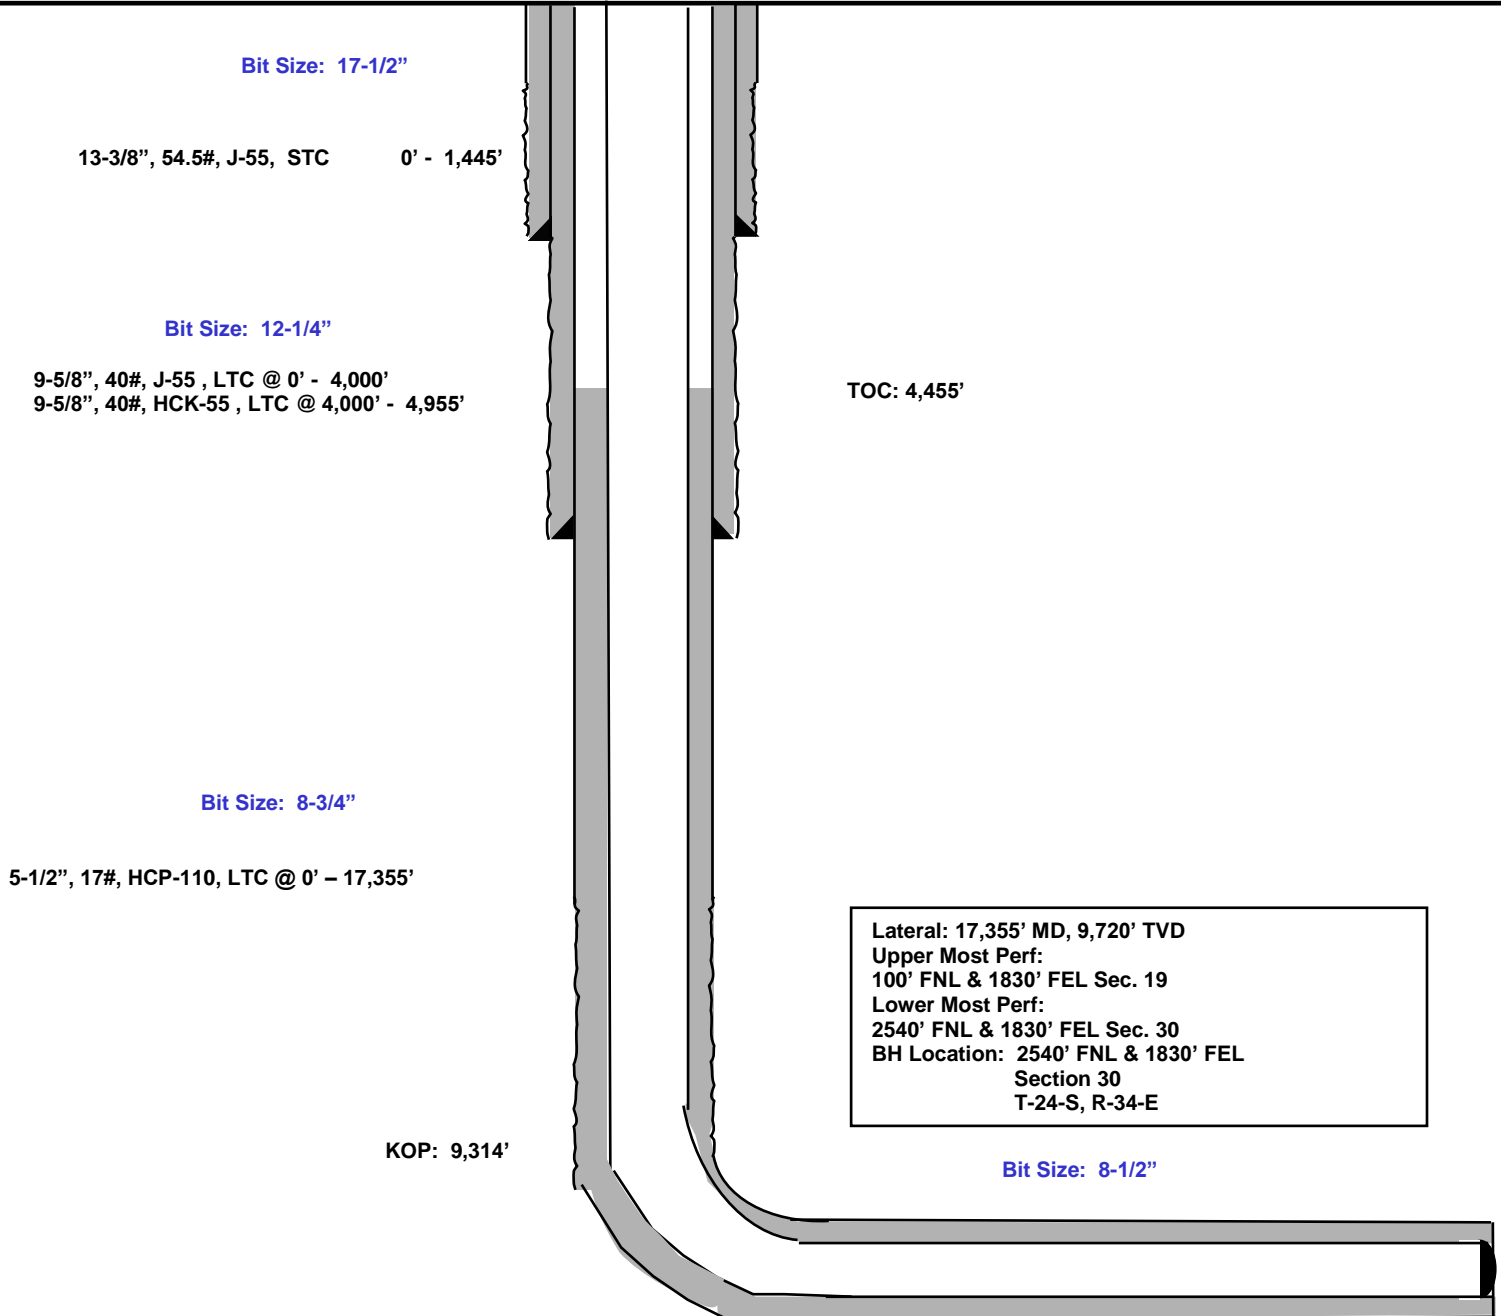 Bit Size: 17-1/2”
13-3/8”, 54.5#, J-55, STC 0’ - 1,445’
Bit Size: 12-1/4”
9-5/8”, 40#, J-55 , LTC @ 0’ - 4,000’
9-5/8”, 40#, HCK-55 , LTC @ 4,000’ - 4,955’
TOC: 4,455’
Bit Size: 8-3/4”
5-1/2”, 17#, HCP-110, LTC @ 0’ – 17,355’
Lateral: 17,355’ MD, 9,720’ TVD
Upper Most Perf:
100’ FNL & 1830’ FEL Sec. 19
Lower Most Perf:
2540’ FNL & 1830’ FEL Sec. 30
BH Location: 2540’ FNL & 1830’ FEL
Section 30
T-24-S, R-34-E
KOP: 9,314’
Bit Size: 8-1/2”